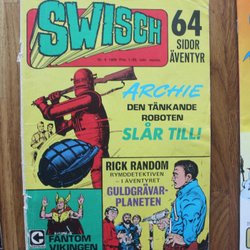 SWISCH
64
SIDOR
ÄVENTYR
ARCHIE
DEN TÄNKANDE
ROBOTEN
SLÅR TILL!
RICK RANDOM
RYMDDETEKTIVEN
- I ÄVENTYRET
GULDGRÄVAR-
PLANETEN
FANTOM
VIKINGEN